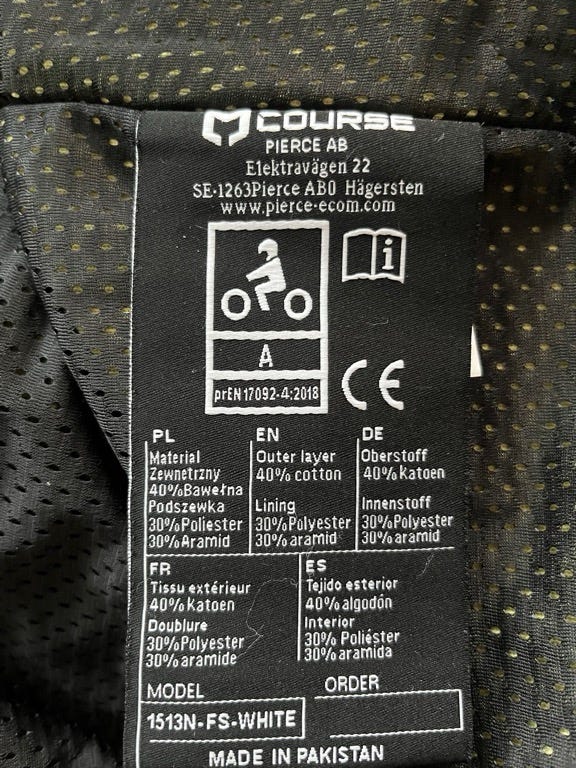 COURSE
PIERCE AB
Elektravägen 22
SE-1263Pierce AB0 Hägersten
www.pierce-ecom.com
i
A
prEN17092-4:2018
CE
PL
Material
Zewnetrzny
40%Bawełna
Podszewka
30%Poliester
30%Aramid
EN
Outer layer
40% cotton
Lining
30%Polyester
30%aramid
DE
Oberstoff
40% katoen
Innenstoff
30%Polyester
30%aramid
FR
Tissu extérieur
40% katoen
Doublure
30%Polyester
30% aramide
ES
Tejido esterior
40% algodón
Interior
30% Poliéster
30% aramida
MODEL
1513N-FS-WHITE
ORDER
MADE IN PAKISTAN